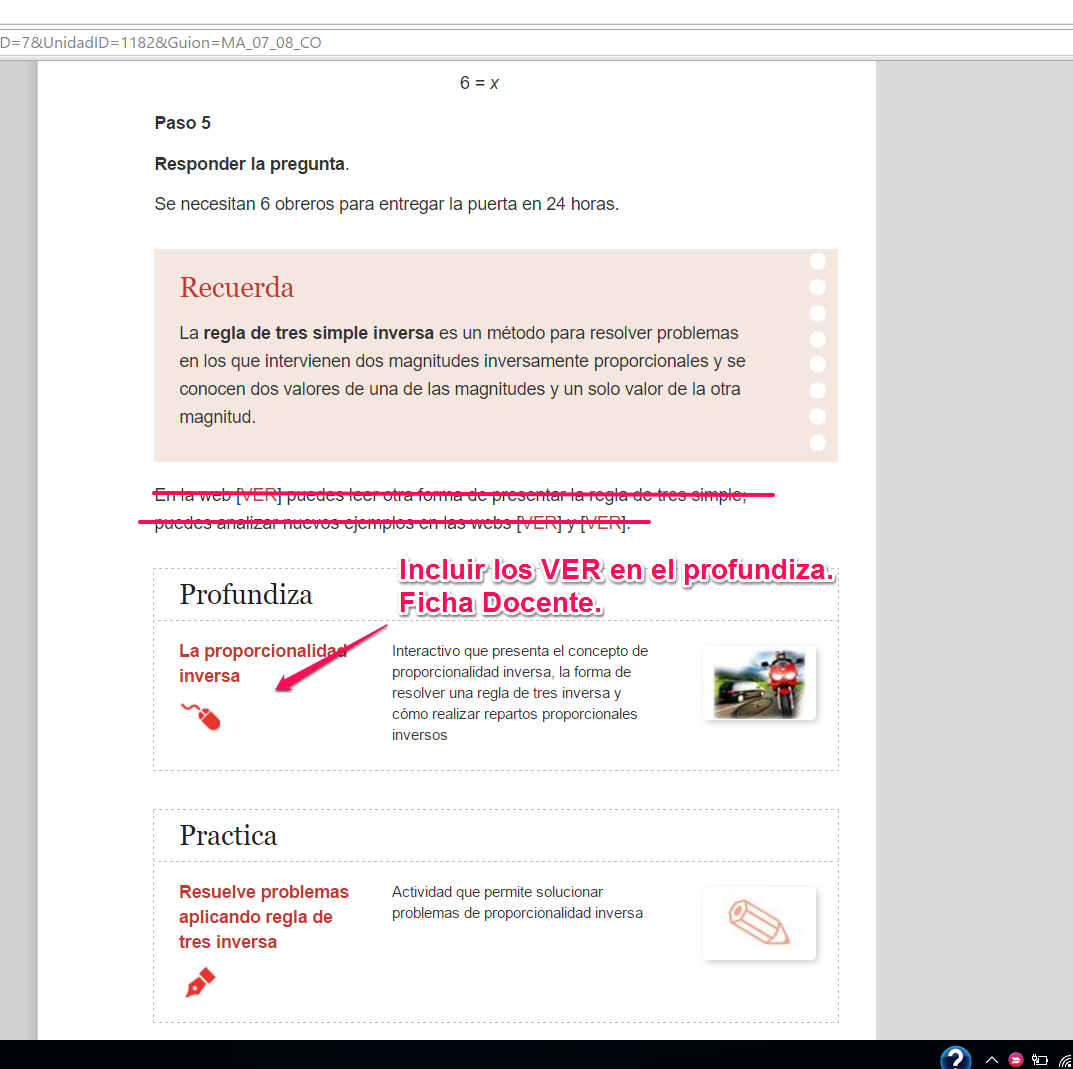 D=7&UnidadID=1182&Guion=MA_07_08_CO
6 = x
Paso 5
Responder la pregunta.
Se necesitan 6 obreros para entregar la puerta en 24 horas.
Recuerda
La regla de tres simple inversa es un método para resolver problemas
en los que intervienen dos magnitudes inversamente proporcionales y se
conocen dos valores de una de las magnitudes y un solo valor de la otra
magnitud.
En la web [VER] puedes leer otra forma de presentar la regla de tres simple;
puedes analizar nuevos ejemplos en las webs [VER] y [VER].
Incluir los VER en el profundiza.
Ficha Docente.
Profundiza
La proporcionalidad
inversa
Interactivo que presenta el concepto de
proporcionalidad inversa, la forma de
resolver una regla de tres inversa y
cómo realizar repartos proporcionales
inversos
Practica
Resuelve problemas
aplicando regla de
tres inversa
Actividad que permite solucionar
problemas de proporcionalidad inversa